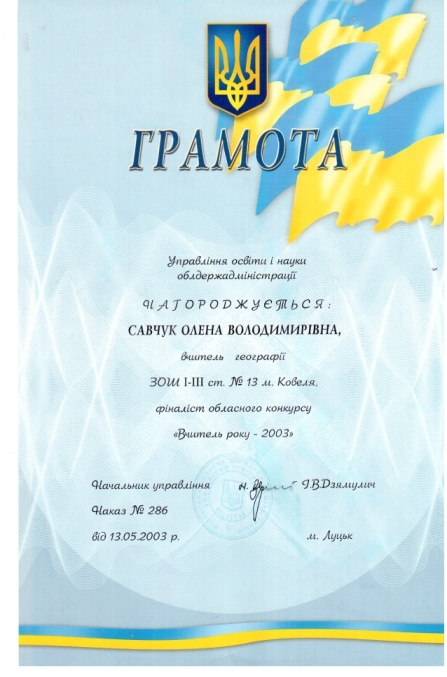 ГРАМОТА
Управління освіти і науки
облдержадміністрації
НАГОРОДЖУЄТЬСЯ:
САВЧУК ОЛЕНА ВОЛОДИМИРІВНА,
вчитель географії
ЗОШ І-ІІІ ст. № 13 м. Ковеля,
фіналіст обласного конкурсу
«Вчитель року - 2003»
Начальник управління Н. І.В.Дзямулич
Наказ № 286
від 13.05.2003 р. м. Луцьк